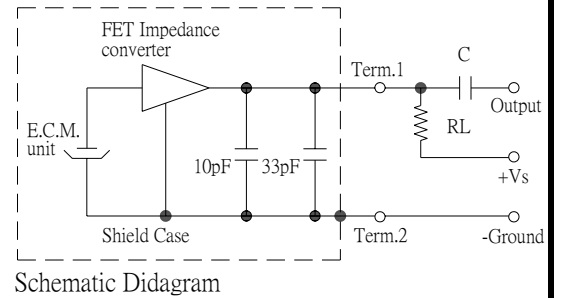 FET Impedance
converter
Term.1
C
Output
E.C.M.
unit
RL
10pF
33pF
+Vs
Shield Case
Term.2
-Ground
Schematic Didagram